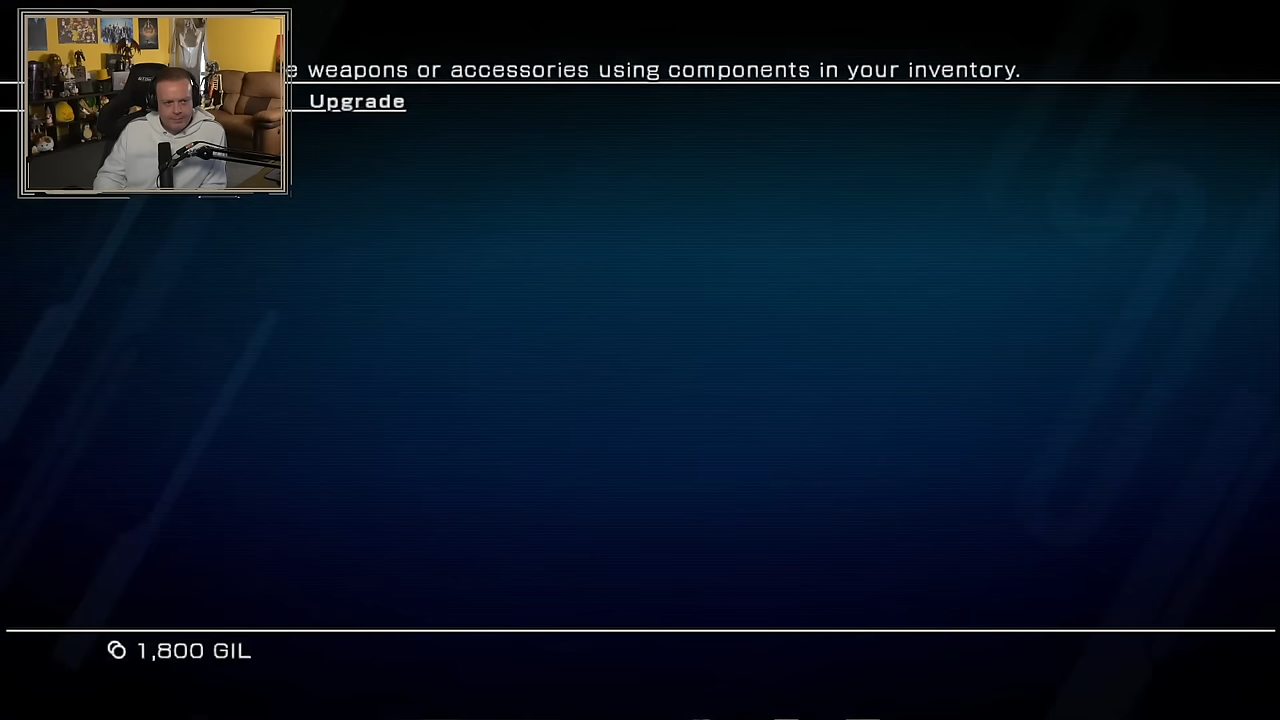 weapons or accessories using components in your inventory.
Upgrade
1,800 GIL